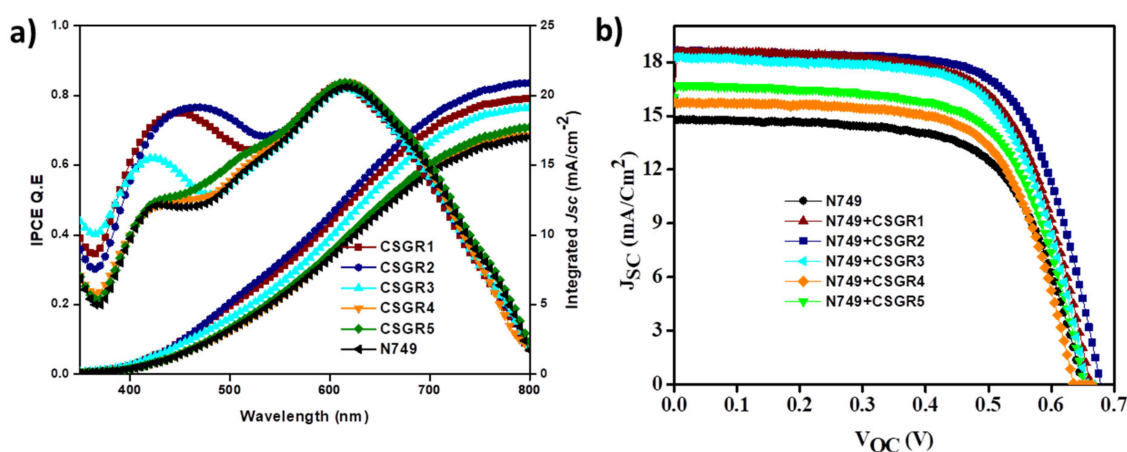 a)
1.0
0.8
0.6
0.4
0.2
0.0
IPCE Q.E
400
500
600
700
800
Wavelength (nm)
25
20
15
10
5
0
Integrated Jsc (mA/cm-2)
CSGR1
CSGR2
CSGR3
CSGR4
CSGR5
N749
b)
18
15
12
9
6
3
0
JSC (mA/Cm2)
0.0
0.1
0.2
0.3
0.4
0.5
0.6
0.7
VOC (V)
N749
N749+CSGR1
N749+CSGR2
N749+CSGR3
N749+CSGR4
N749+CSGR5